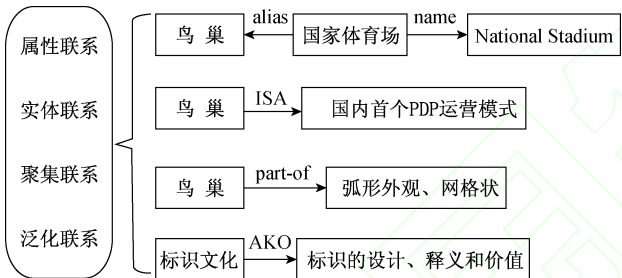 属性联系
实体联系
聚集联系
泛化联系
鸟 巢 alias 国家体育场 name National Stadium
鸟 巢 ISA 国内首个PDP运营模式
鸟 巢 part-of 弧形外观、网格状
标识文化 AKO 标识的设计、释义和价值